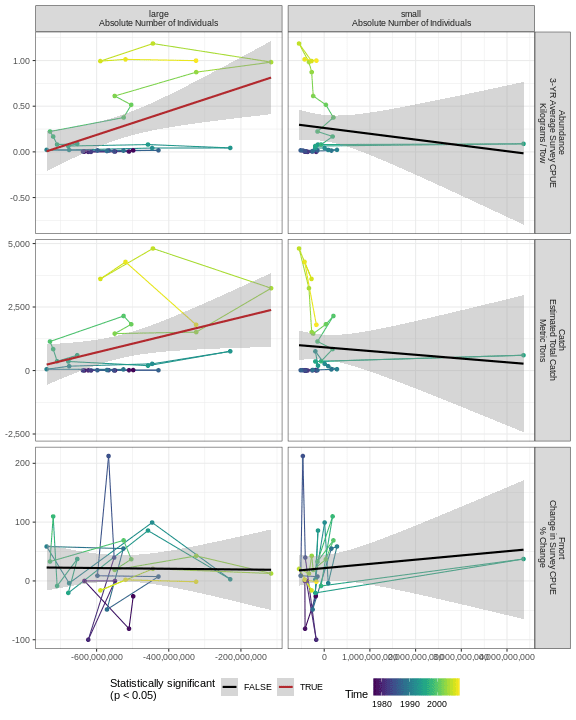 large
Absolute Number of Individuals
small
Absolute Number of Individuals
1.00
0.50
0.00
-0.50
Abundance
3-YR Average Survey CPUE
Kilograms / Tow
5,000
2,500
0
-2,500
Catch
Estimated Total Catch
Metric Tons
200
100
0
-100
Fmort
Change in Survey CPUE
% Change
-600,000,000
-400,000,000
-200,000,000
0
1,000,000,000
2,000,000,000
3,000,000,000
4,000,000,000
Statistically significant
(p < 0.05)
FALSE
TRUE
Time
1980
1990
2000